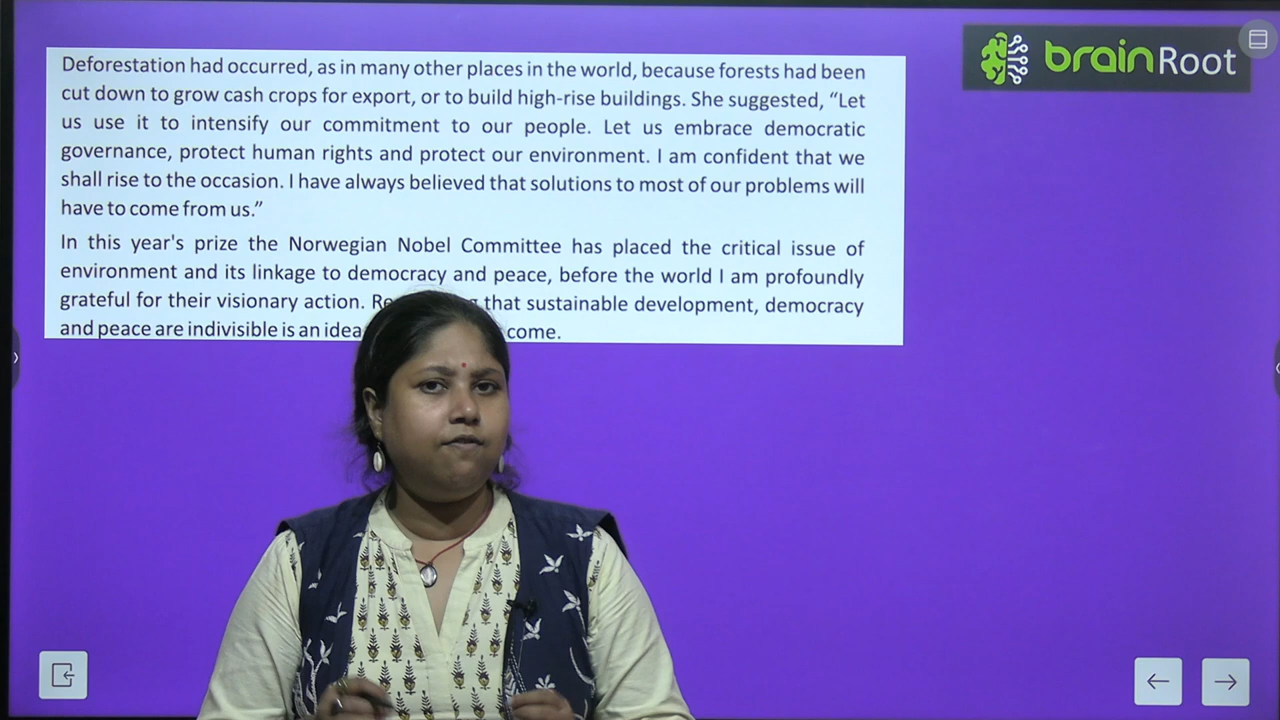 brainRoot
Deforestation had occurred, as in many other places in the world, because forests had been
cut down to grow cash crops for export, or to build high-rise buildings. She suggested, “Let
us use it to intensify our commitment to our people. Let us embrace democratic
governance, protect human rights and protect our environment. I am confident that we
shall rise to the occasion. I have always believed that solutions to most of our problems will
have to come from us.”
In this year's prize the Norwegian Nobel Committee has placed the critical issue of
environment and its linkage to democracy and peace, before the world I am profoundly
grateful for their visionary action. that sustainable development, democracy
and peace are indivisible is an idea come.